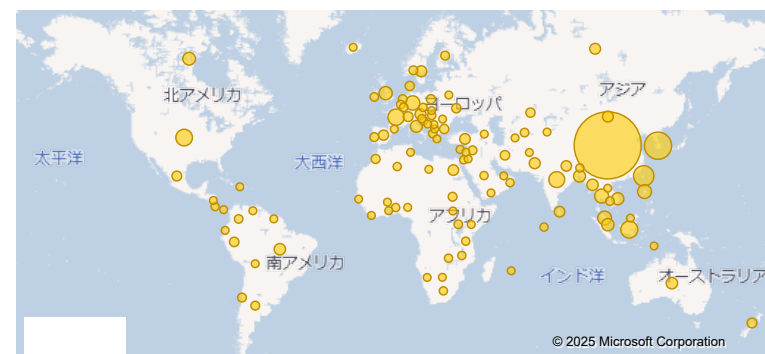 アジア
北アメリカ
ヨーロッパ
太平洋
大西洋
アフリカ
南アメリカ
インド洋
オーストラリア
© 2025 Microsoft Corporation